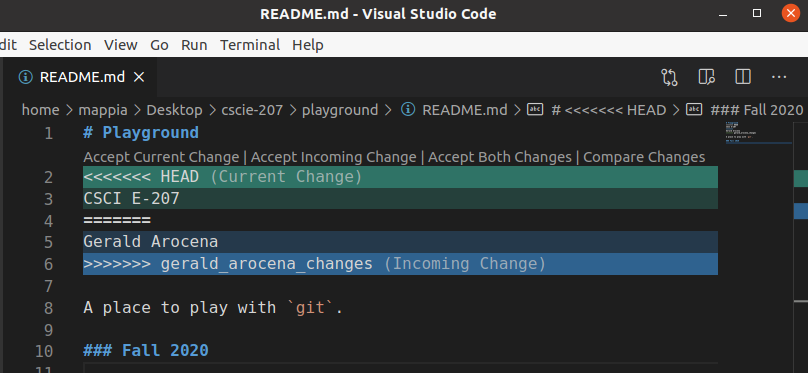 README.md - Visual Studio Code
dit Selection View Go Run Terminal Help
README.md
home > mappia > Desktop > cscie-207 > playground > README.md > # <<<<<<< HEAD > ### Fall 2020
1 # Playground
Accept Current Change | Accept Incoming Change | Accept Both Changes | Compare Changes
2 <<<<<<< HEAD (Current Change)
3 CSCI E-207
4 =======
5 Gerald Arocena
6 >>>>>>> gerald_arocena_changes (Incoming Change)
7
8 A place to play with `git`.
9
10 ### Fall 2020
11